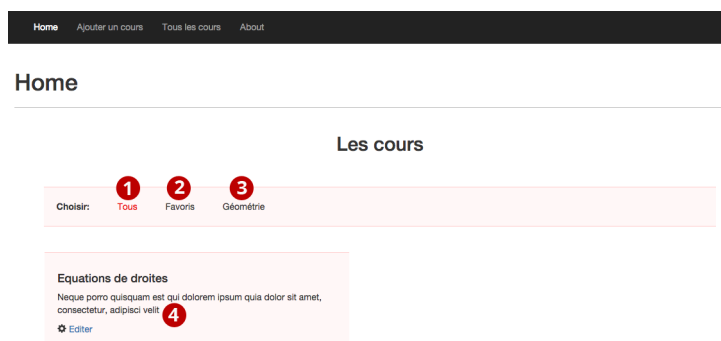 Home Ajouter un cours Tous les cours About
Home
Les cours
1 2 3
Choisir: Tous Favoris Géométrie
Equations de droites
Neque porro quisquam est qui dolorem ipsum quia dolor sit amet,
consectetur, adipisci velit 4
Editer